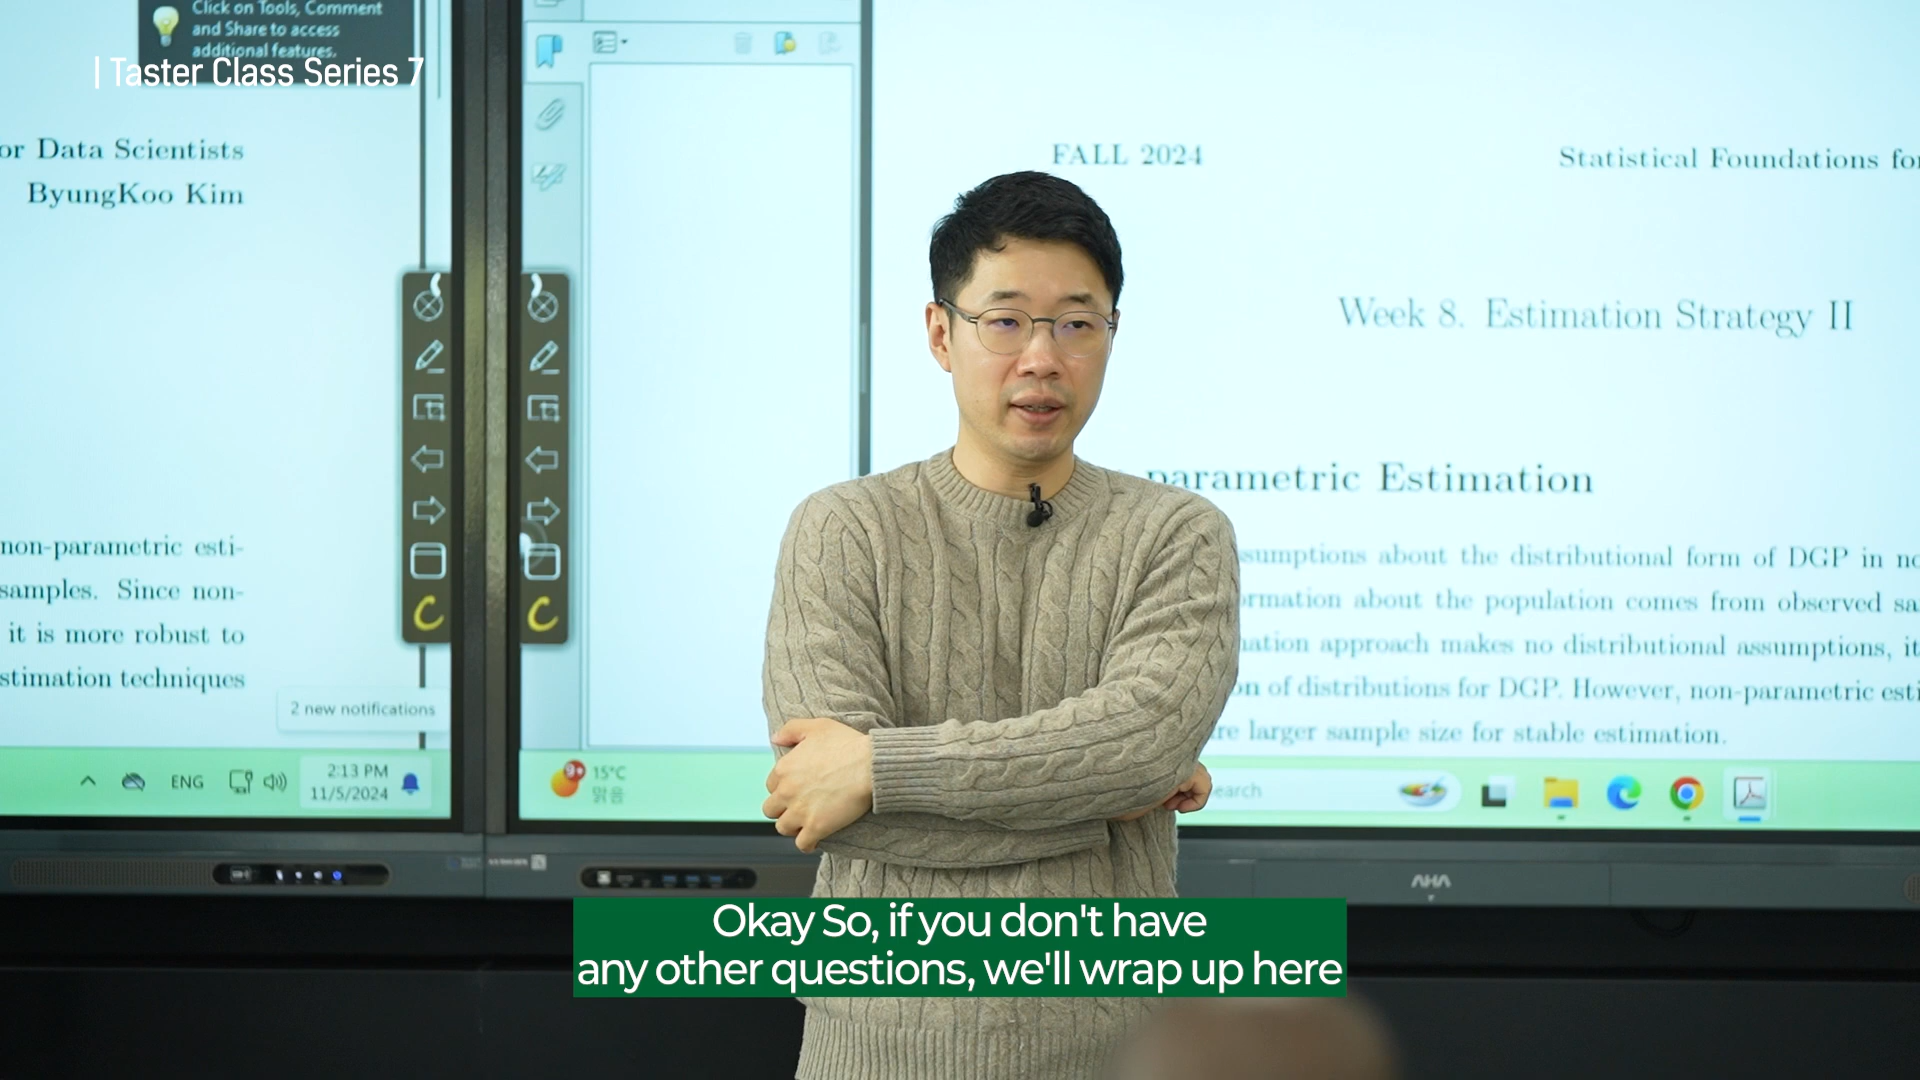 Click on Tools, Comment
and Share to access
additional features.
| Taster Class Series 7
or Data Scientists
ByungKoo Kim
non-parametric esti-
samples. Since non-
it is more robust to
stimation techniques
2 new notifications
ENG
2:13 PM
11/5/2024
FALL 2024
Statistical Foundations for
Week 8. Estimation Strategy II
parametric Estimation
sumptions about the distributional form of DGP in no
ormation about the population comes from observed sa
ation approach makes no distributional assumptions, it
on of distributions for DGP. However, non-parametric esti
re larger sample size for stable estimation.
9+
15°C
맑음
earch
AHA
Okay So, if you don't have
any other questions, we'll wrap up here